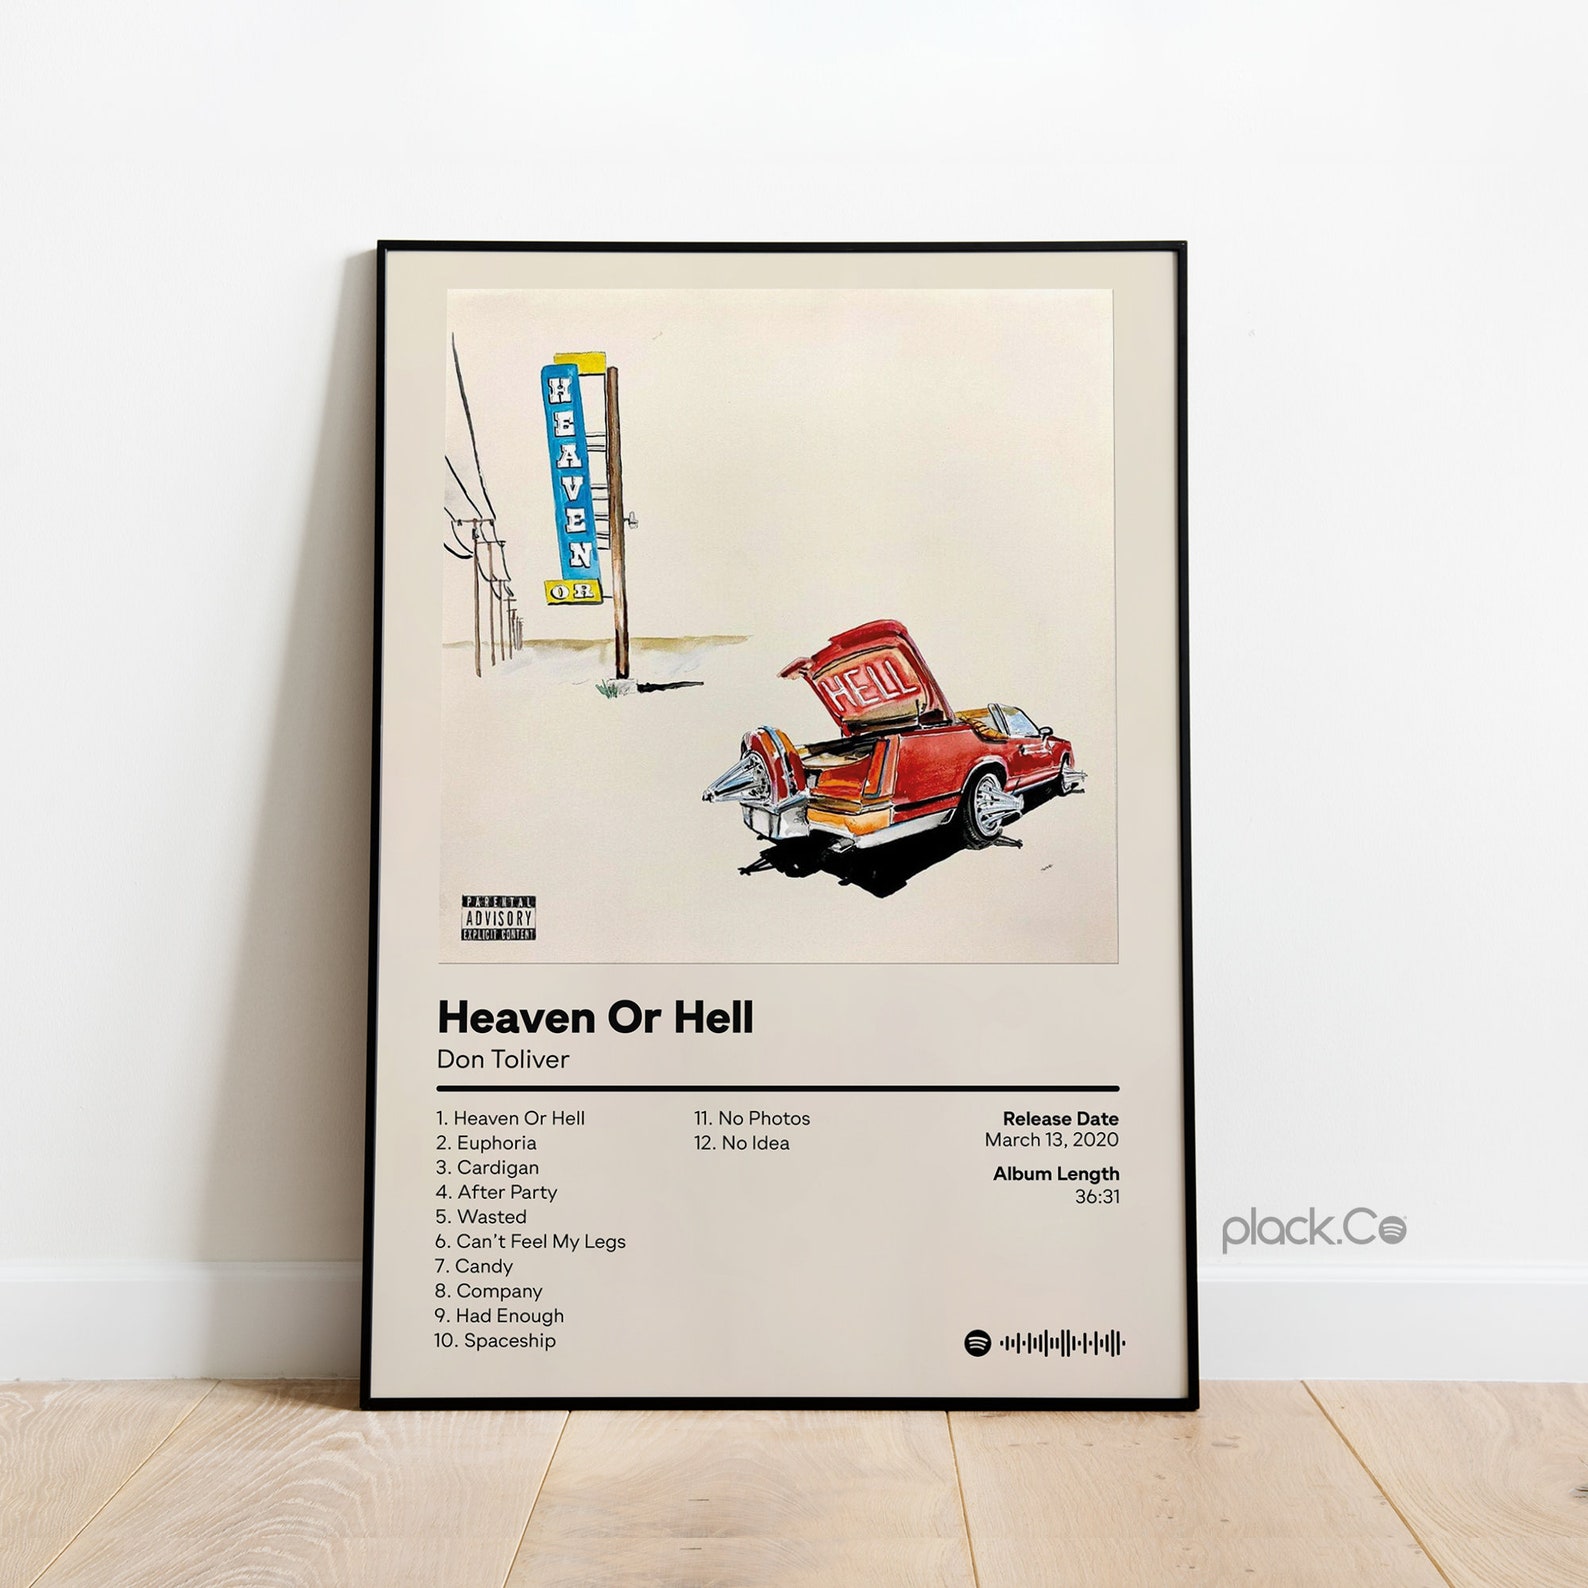 HEAVEN
OR
HELL
PARENTAL
ADVISORY
EXPLICIT CONTENT
Heaven Or Hell
Don Toliver
1. Heaven Or Hell
2. Euphoria
3. Cardigan
4. After Party
5. Wasted
6. Can’t Feel My Legs
7. Candy
8. Company
9. Had Enough
10. Spaceship
11. No Photos
12. No Idea
Release Date
March 13, 2020
Album Length
36:31
plack.Co